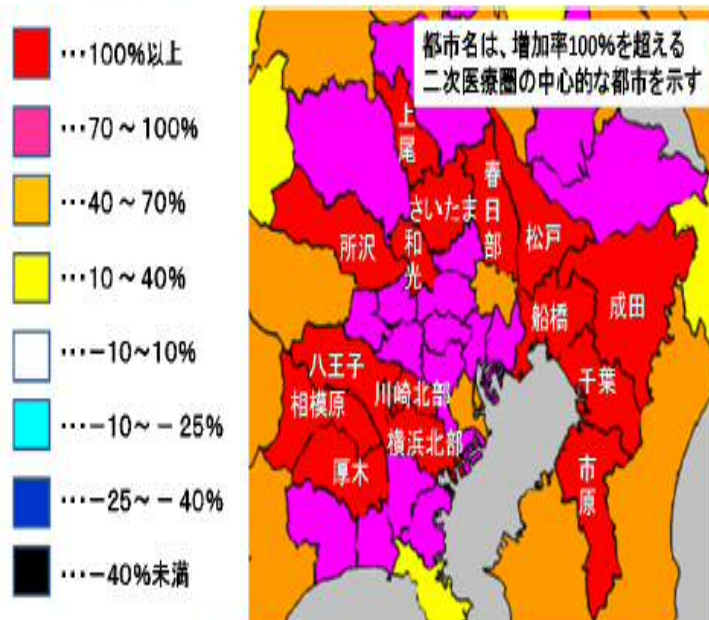 …100%以上
…70～100%
…40～70%
…10～40%
…−10~10%
…−10~－25%
…−25~－40%
…−40%未満
都市名は、増加率100%を超える
二次医療圏の中心的な都市を示す
上尾
さいたま
春日部
所沢
和光
松戸
船橋
成田
八王子
相模原
川崎北部
千葉
横浜北部
厚木
市原